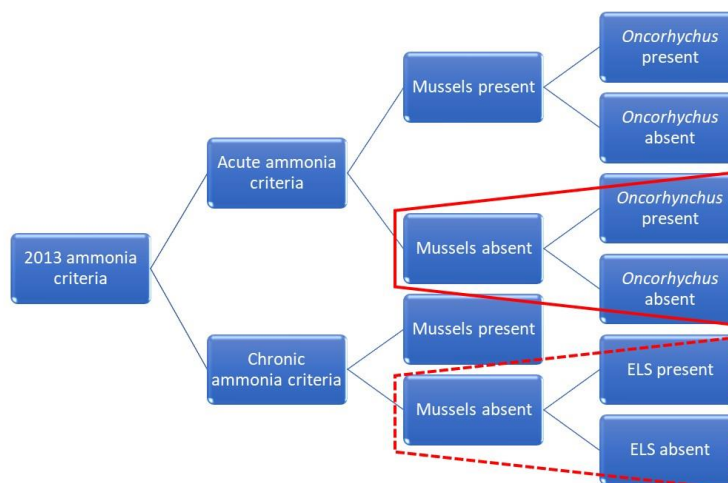 Oncorhychus
present
Mussels present
Oncorhychus
absent
Acute ammonia
criteria
Oncorhynchus
present
Mussels absent
2013 ammonia
criteria
Oncorhychus
absent
Mussels present
Chronic
ammonia criteria
ELS present
Mussels absent
ELS absent